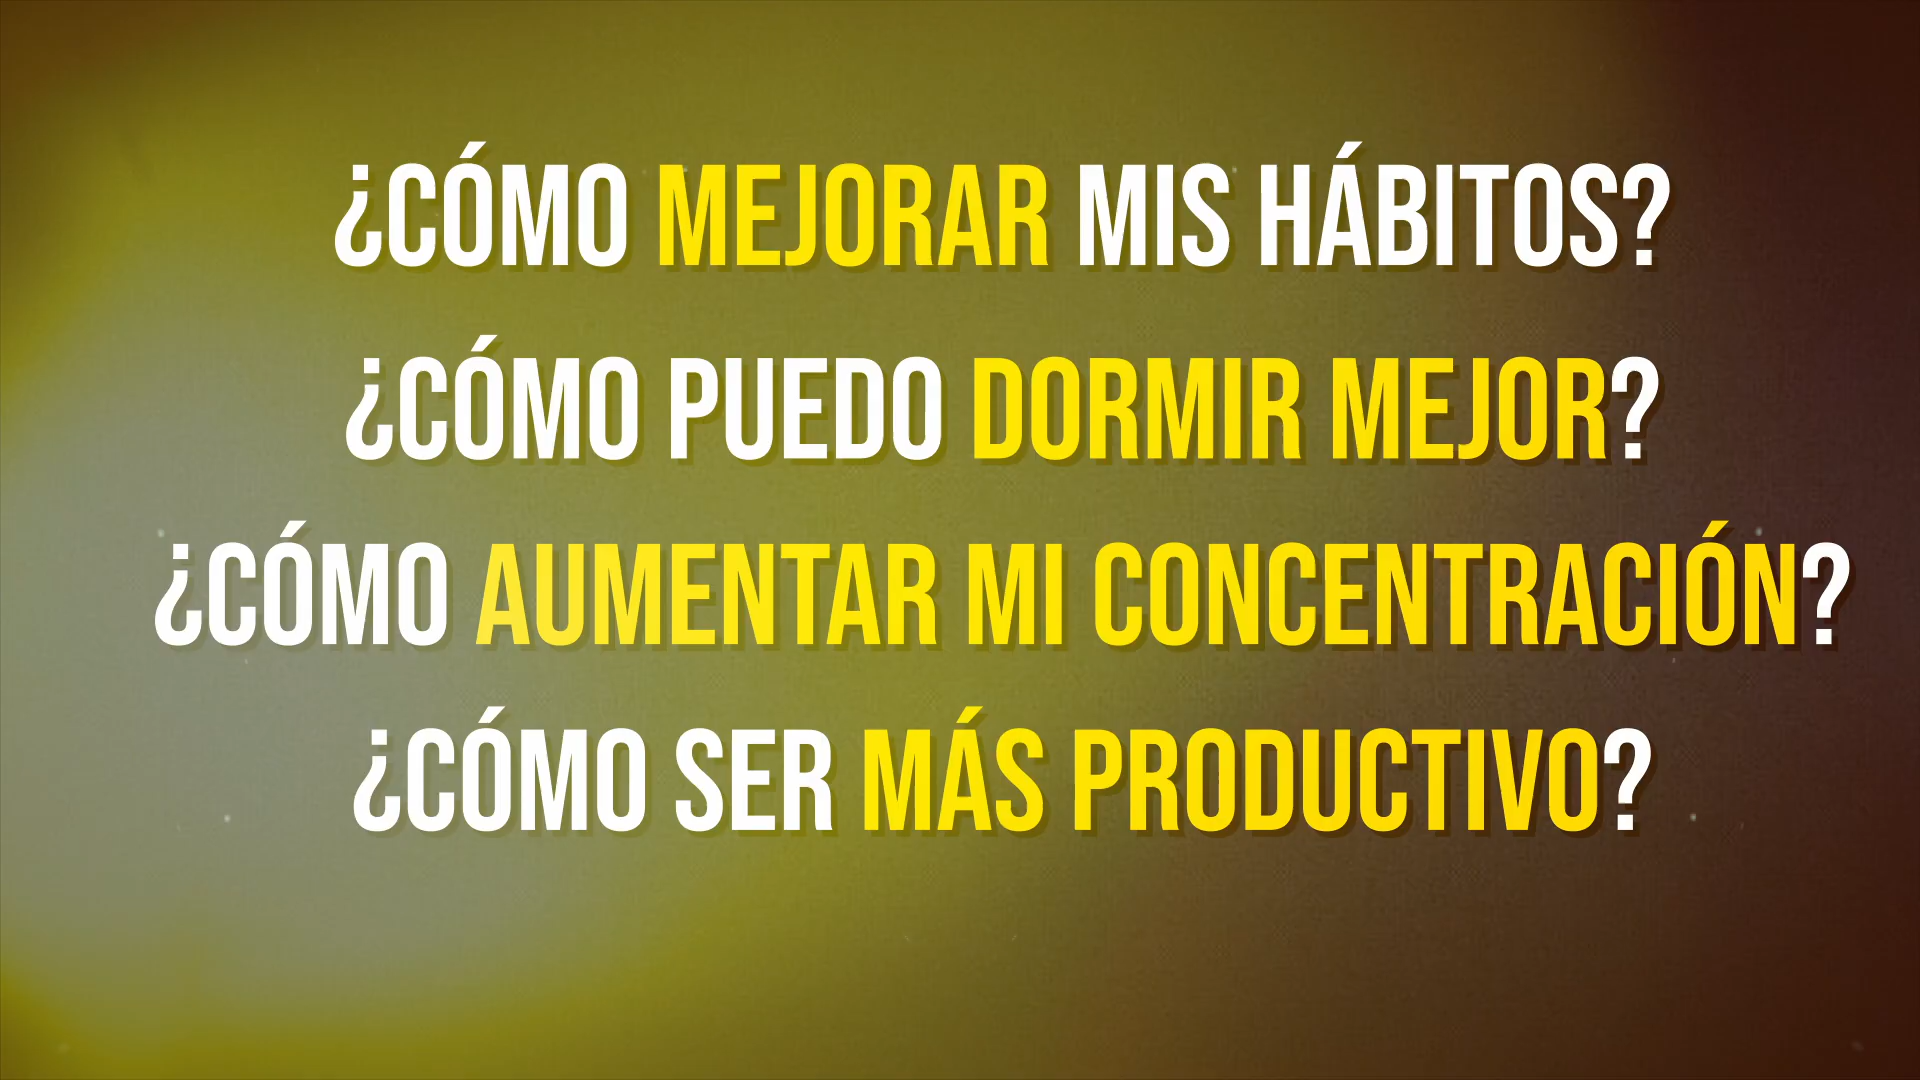 ¿CÓMO MEJORAR MIS HÁBITOS?
¿CÓMO PUEDO DORMIR MEJOR?
¿CÓMO AUMENTAR MI CONCENTRACIÓN?
¿CÓMO SER MÁS PRODUCTIVO?